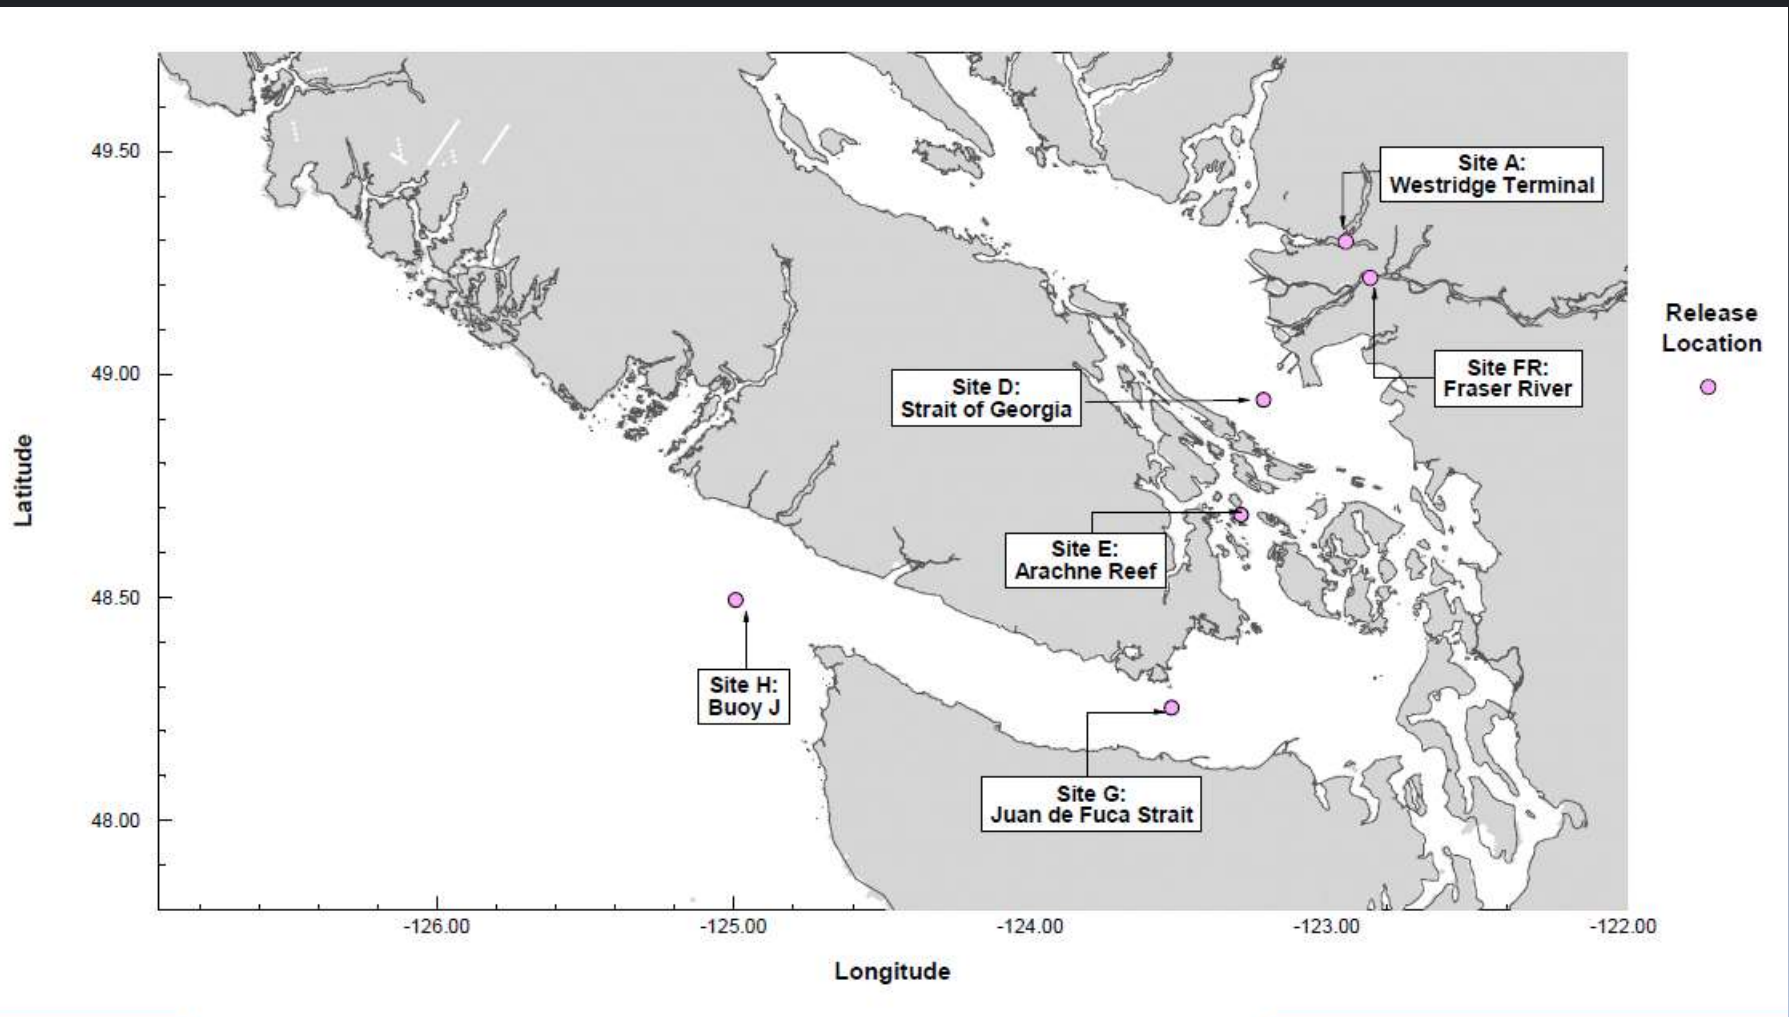 49.50
49.00
48.50
48.00
Latitude
Site A:
Westridge Terminal
Site FR:
Fraser River
Site D:
Strait of Georgia
Site E:
Arachne Reef
Site H:
Buoy J
Site G:
Juan de Fuca Strait
Release
Location
-126.00
-125.00
-124.00
-123.00
-122.00
Longitude